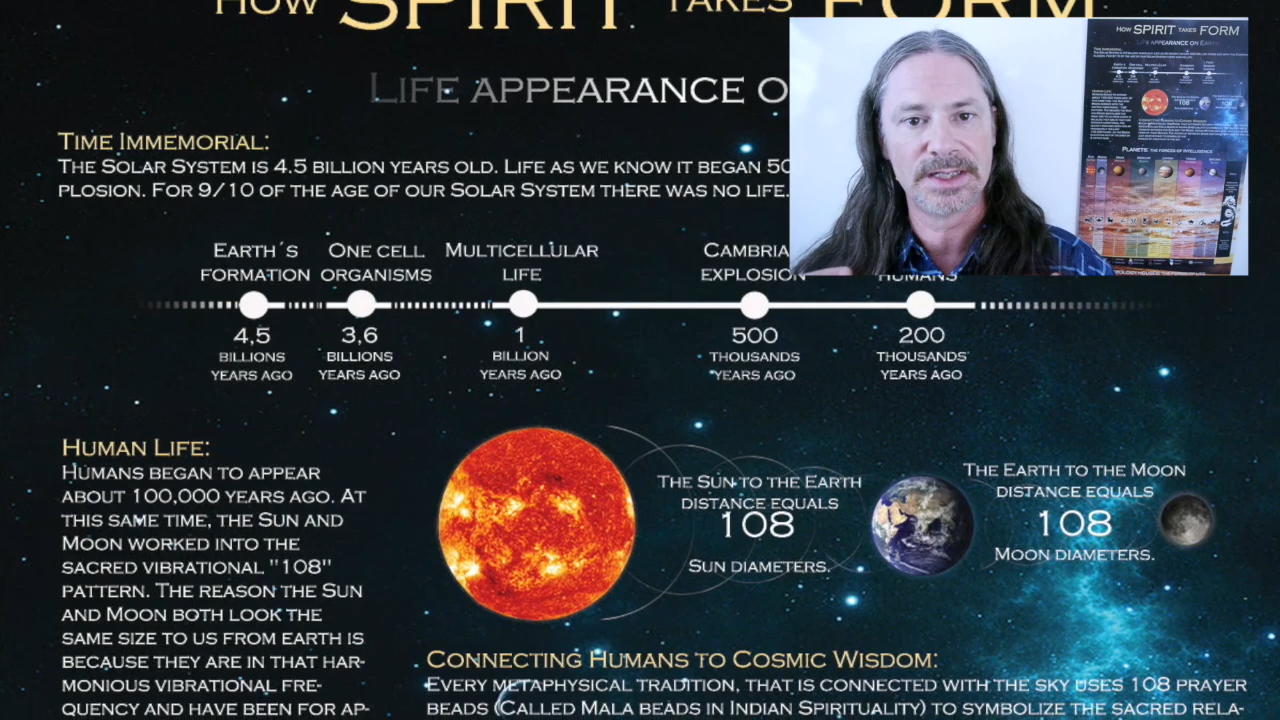 HOW SPIRIT TAKES FORM
LIFE APPEARANCE O
TIME IMMEMORIAL:
THE SOLAR SYSTEM IS 4.5 BILLION YEARS OLD. LIFE AS WE KNOW IT BEGAN 50
PLOSION. FOR 9/10 OF THE AGE OF OUR SOLAR SYSTEM THERE WAS NO LIFE.
EARTH´S FORMATION
ONE CELL ORGANISMS
MULTICELLULAR LIFE
CAMBRIA
EXPLOSION
HUMANS
4,5
BILLIONS
YEARS AGO
3,6
BILLIONS
YEARS AGO
1
BILLION
YEARS AGO
500
THOUSANDS
YEARS AGO
200
THOUSANDS
YEARS AGO
HUMAN LIFE:
HUMANS BEGAN TO APPEAR
ABOUT 100,000 YEARS AGO. AT
THIS SAME TIME, THE SUN AND
MOON WORKED INTO THE
SACRED VIBRATIONAL "108"
PATTERN. THE REASON THE SUN
AND MOON BOTH LOOK THE
SAME SIZE TO US FROM EARTH IS
BECAUSE THEY ARE IN THAT HAR-
MONIOUS VIBRATIONAL FRE-
QUENCY AND HAVE BEEN FOR AP-
THE SUN TO THE EARTH
DISTANCE EQUALS
108
SUN DIAMETERS.
THE EARTH TO THE MOON
DISTANCE EQUALS
108
MOON DIAMETERS.
CONNECTING HUMANS TO COSMIC WISDOM:
EVERY METAPHYSICAL TRADITION, THAT IS CONNECTED WITH THE SKY USES 108 PRAYER
BEADS (CALLED MALA BEADS IN INDIAN SPIRITUALITY) TO SYMBOLIZE THE SACRED RELA-
HOW SPIRIT TAKES FORM
LIFE APPEARANCE ON EARTH
PLANETS: THE FORCES OF INTELLIGENCE